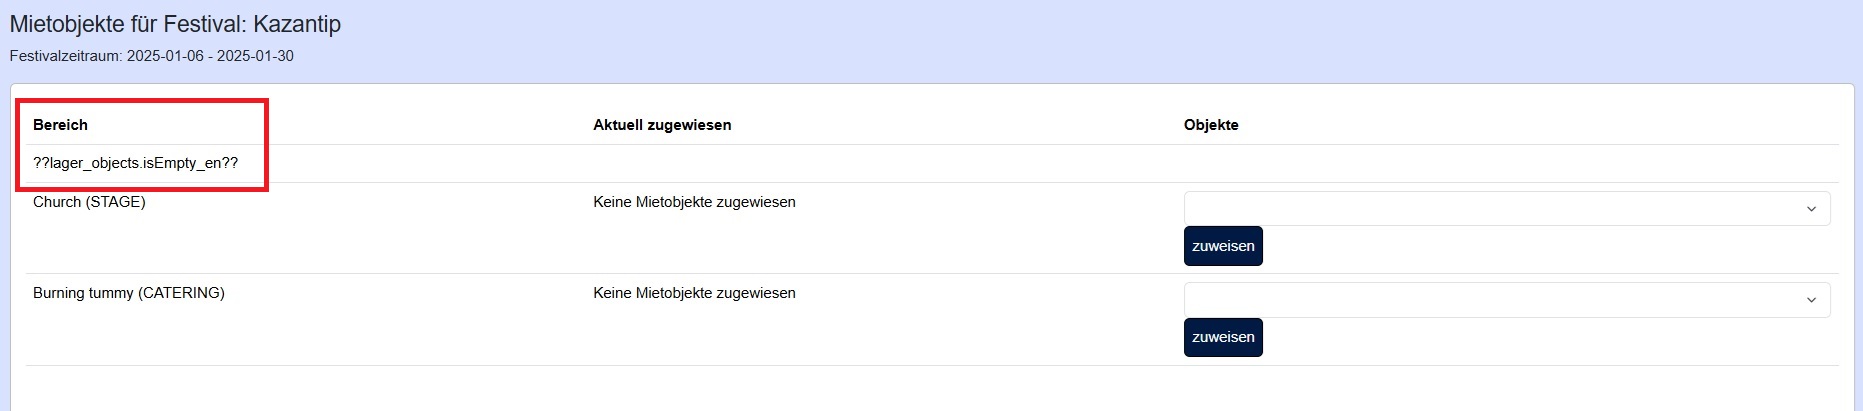 Mietobjekte für Festival: Kazantip
Festivalzeitraum: 2025-01-06 - 2025-01-30
Bereich Aktuell zugewiesen Objekte
??lager_objects.isEmpty_en??
Church (STAGE) Keine Mietobjekte zugewiesen
zuweisen
Burning tummy (CATERING) Keine Mietobjekte zugewiesen
zuweisen